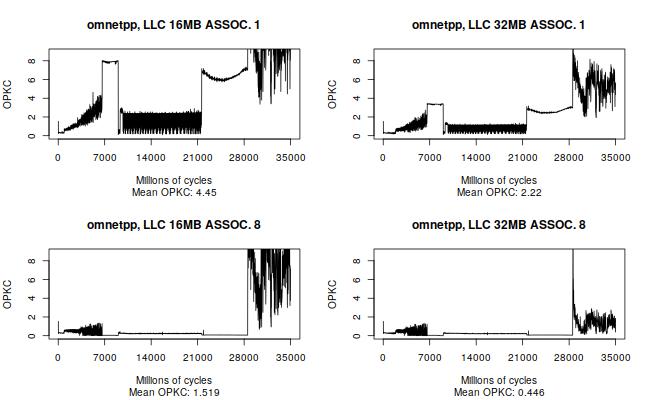 omnetpp, LLC 16MB ASSOC. 1
OPKC
8
6
4
2
0
0 7000 14000 21000 28000 35000
Millions of cycles
Mean OPKC: 4.45
omnetpp, LLC 32MB ASSOC. 1
OPKC
8
6
4
2
0
0 7000 14000 21000 28000 35000
Millions of cycles
Mean OPKC: 2.22
omnetpp, LLC 16MB ASSOC. 8
OPKC
8
6
4
2
0
0 7000 14000 21000 28000 35000
Millions of cycles
Mean OPKC: 1.519
omnetpp, LLC 32MB ASSOC. 8
OPKC
8
6
4
2
0
0 7000 14000 21000 28000 35000
Millions of cycles
Mean OPKC: 0.446